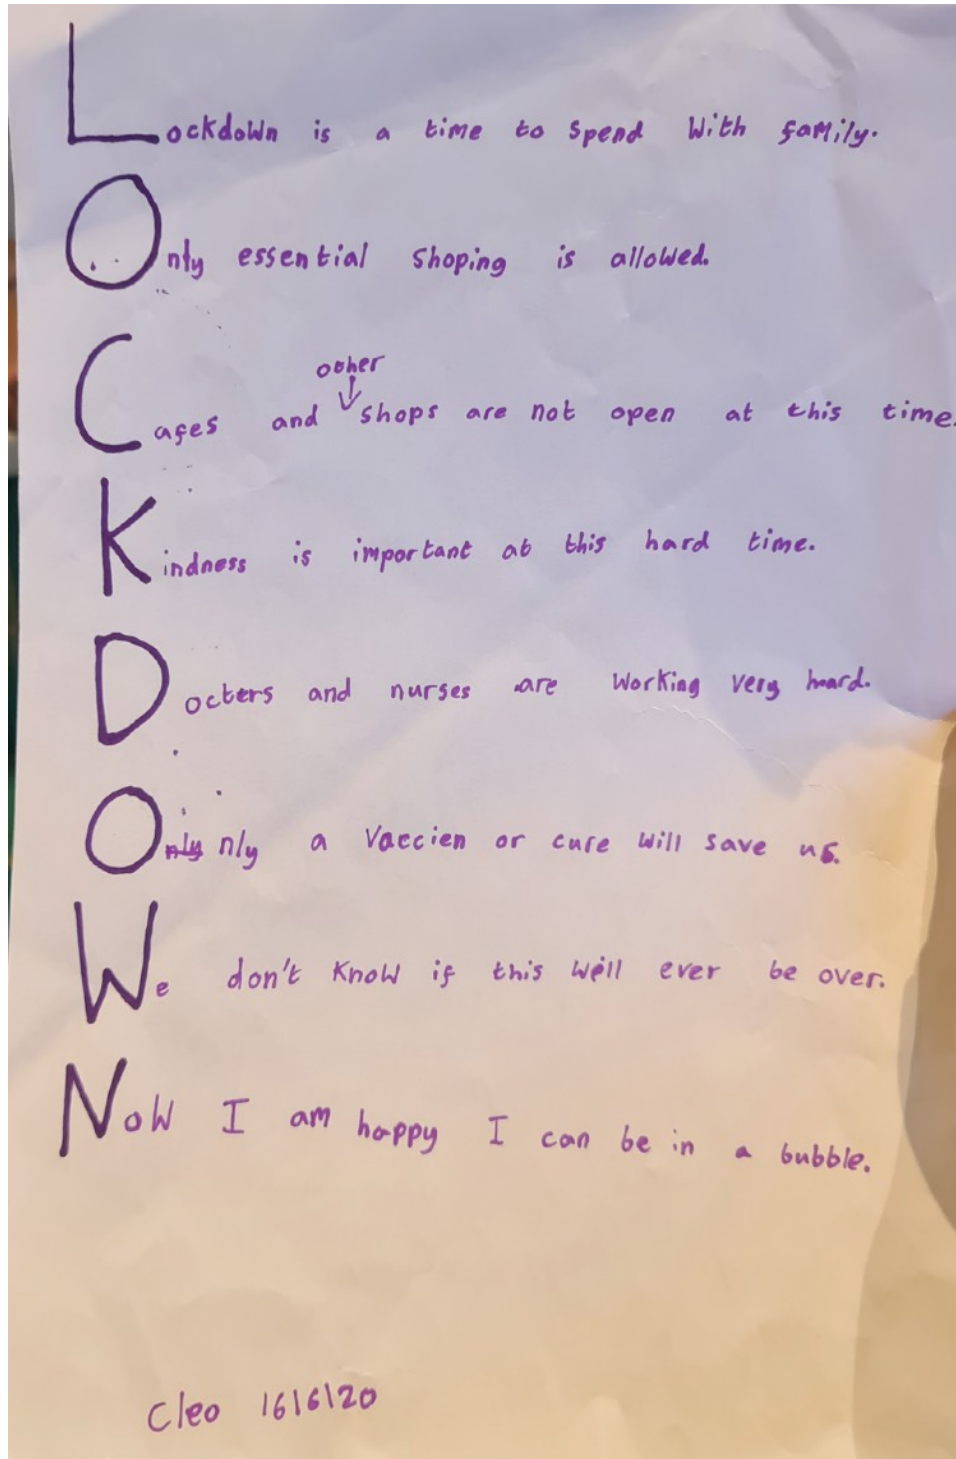 Lockdown is a time to spend with family.
Only essential shoping is allowed.
other
Cafes and shops are not open at this time.
Kindness is important at this hard time.
Docters and nurses are working very hard.
Only nly a Vaccien or cure will save us.
We don't know if this will ever be over.
Now I am happy I can be in a bubble.
Cleo 16\6\20